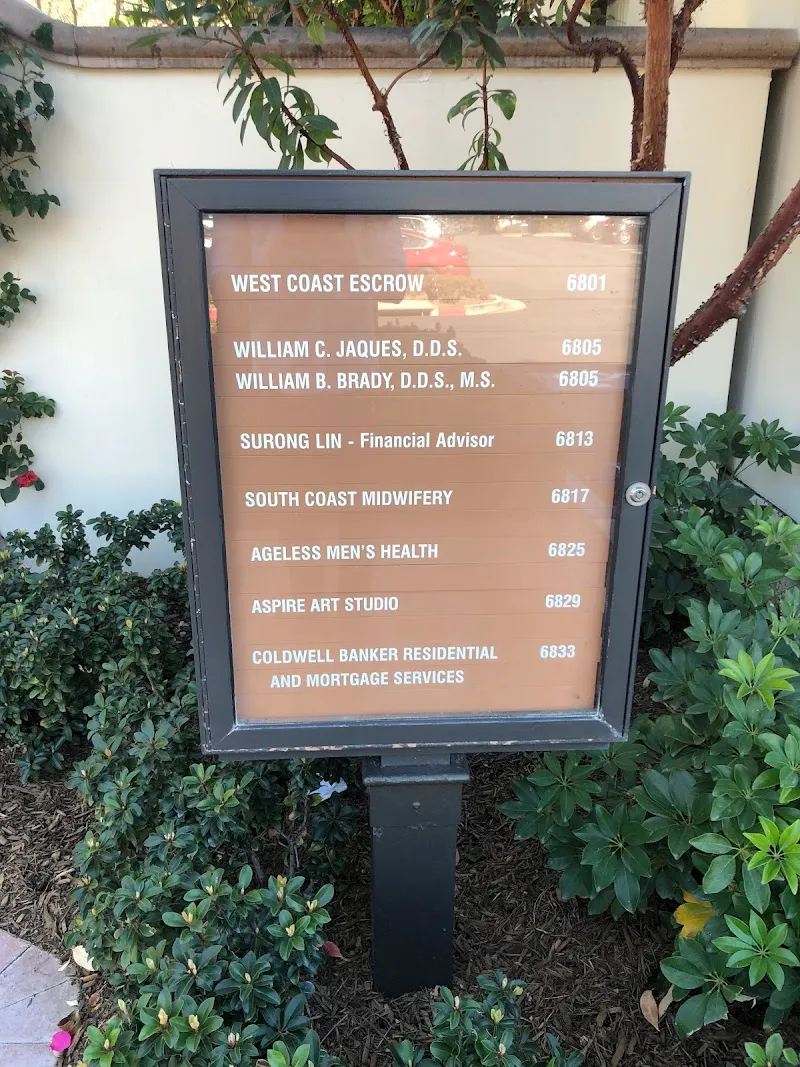 WEST COAST ESCROW 6801
WILLIAM C. JAQUES, D.D.S. 6805
WILLIAM B. BRADY, D.D.S., M.S. 6805
SURONG LIN - Financial Advisor 6813
SOUTH COAST MIDWIFERY 6817
AGELESS MEN'S HEALTH 6825
ASPIRE ART STUDIO 6829
COLDWELL BANKER RESIDENTIAL 6833
AND MORTGAGE SERVICES